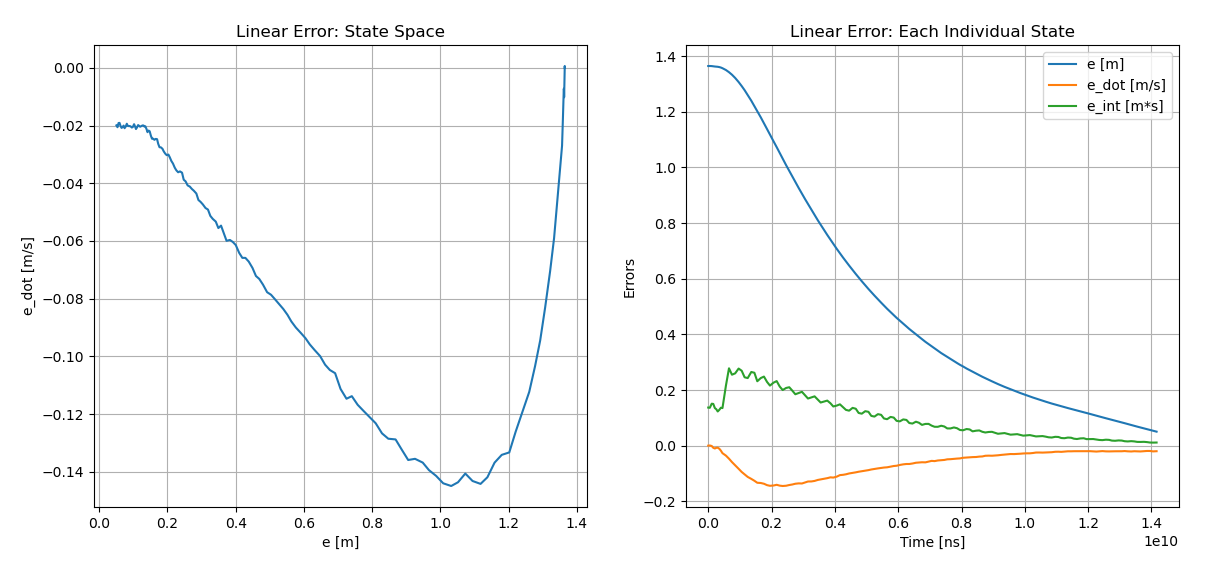 Linear Error: State Space
0.00
−0.02
−0.04
−0.06
−0.08
−0.10
−0.12
−0.14
e_dot [m/s]
0.0 0.2 0.4 0.6 0.8 1.0 1.2 1.4
e [m]
Linear Error: Each Individual State
e [m]
e_dot [m/s]
e_int [m*s]
1.4
1.2
1.0
0.8
0.6
0.4
0.2
0.0
−0.2
Errors
0.0 0.2 0.4 0.6 0.8 1.0 1.2 1.4
1e10
Time [ns]